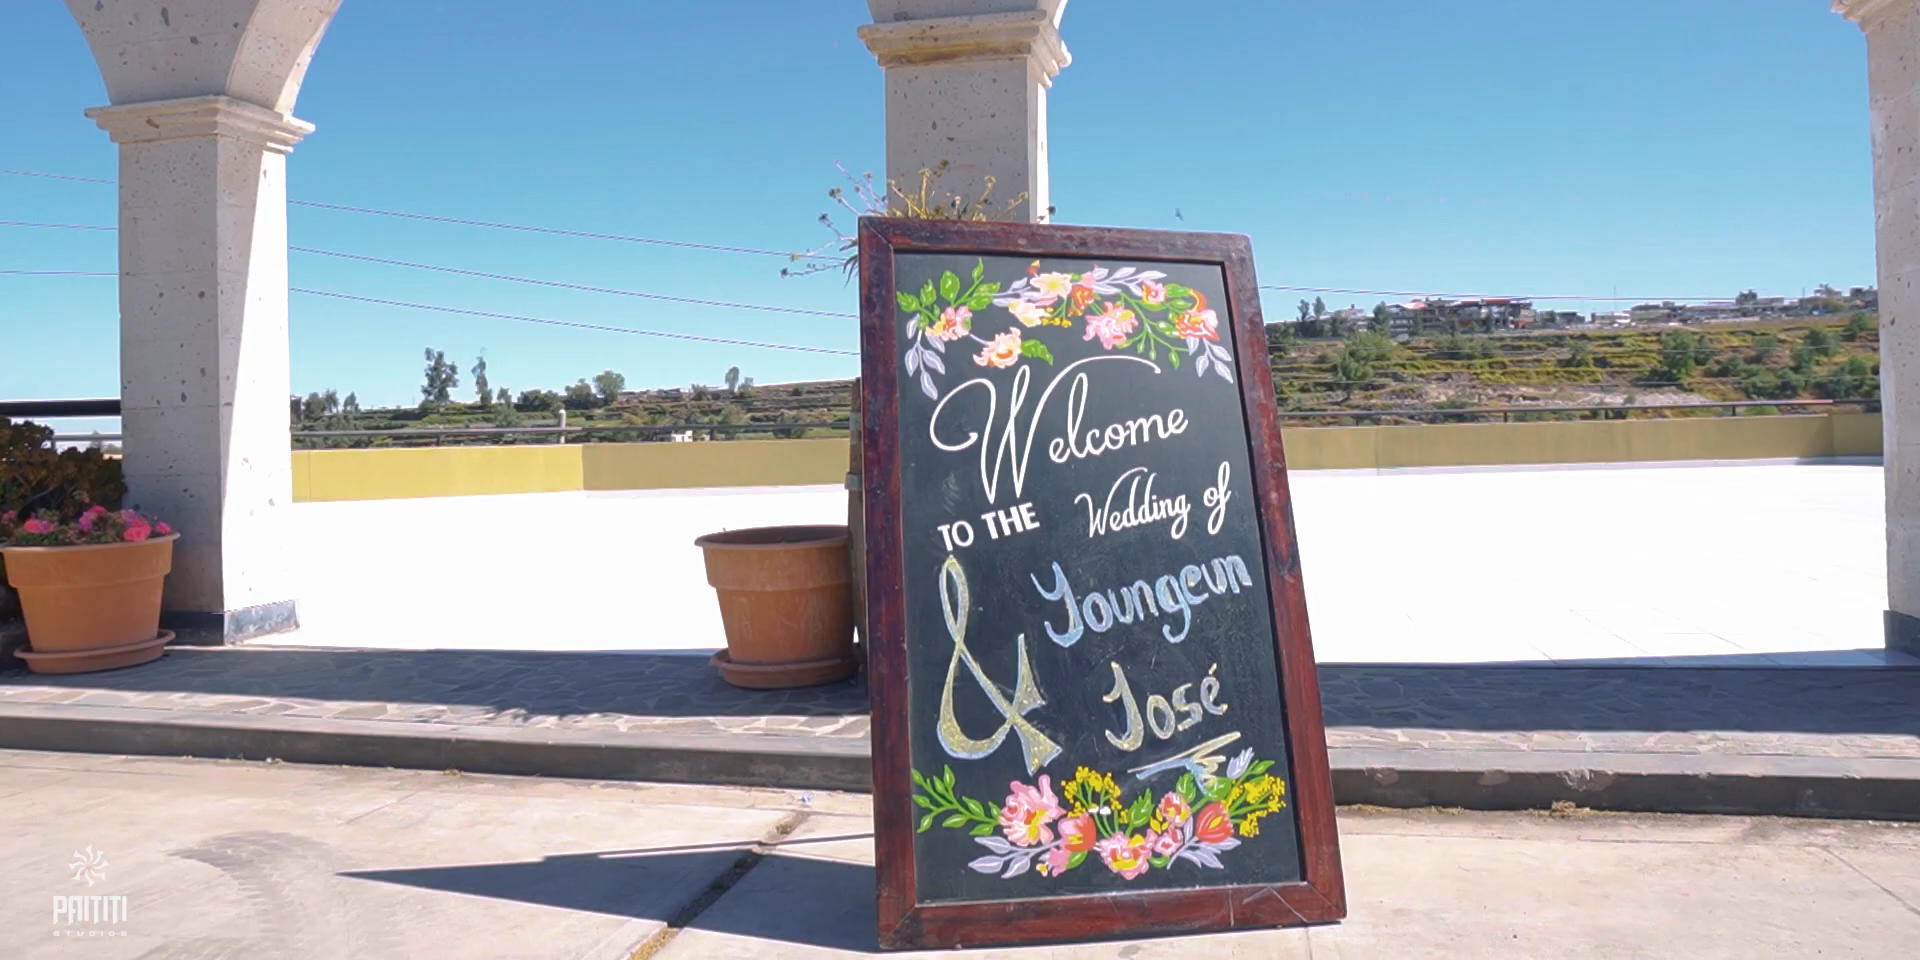 Welcome
TO THE Wedding of
& Youngeun
José
PAITITI
STUDIOS